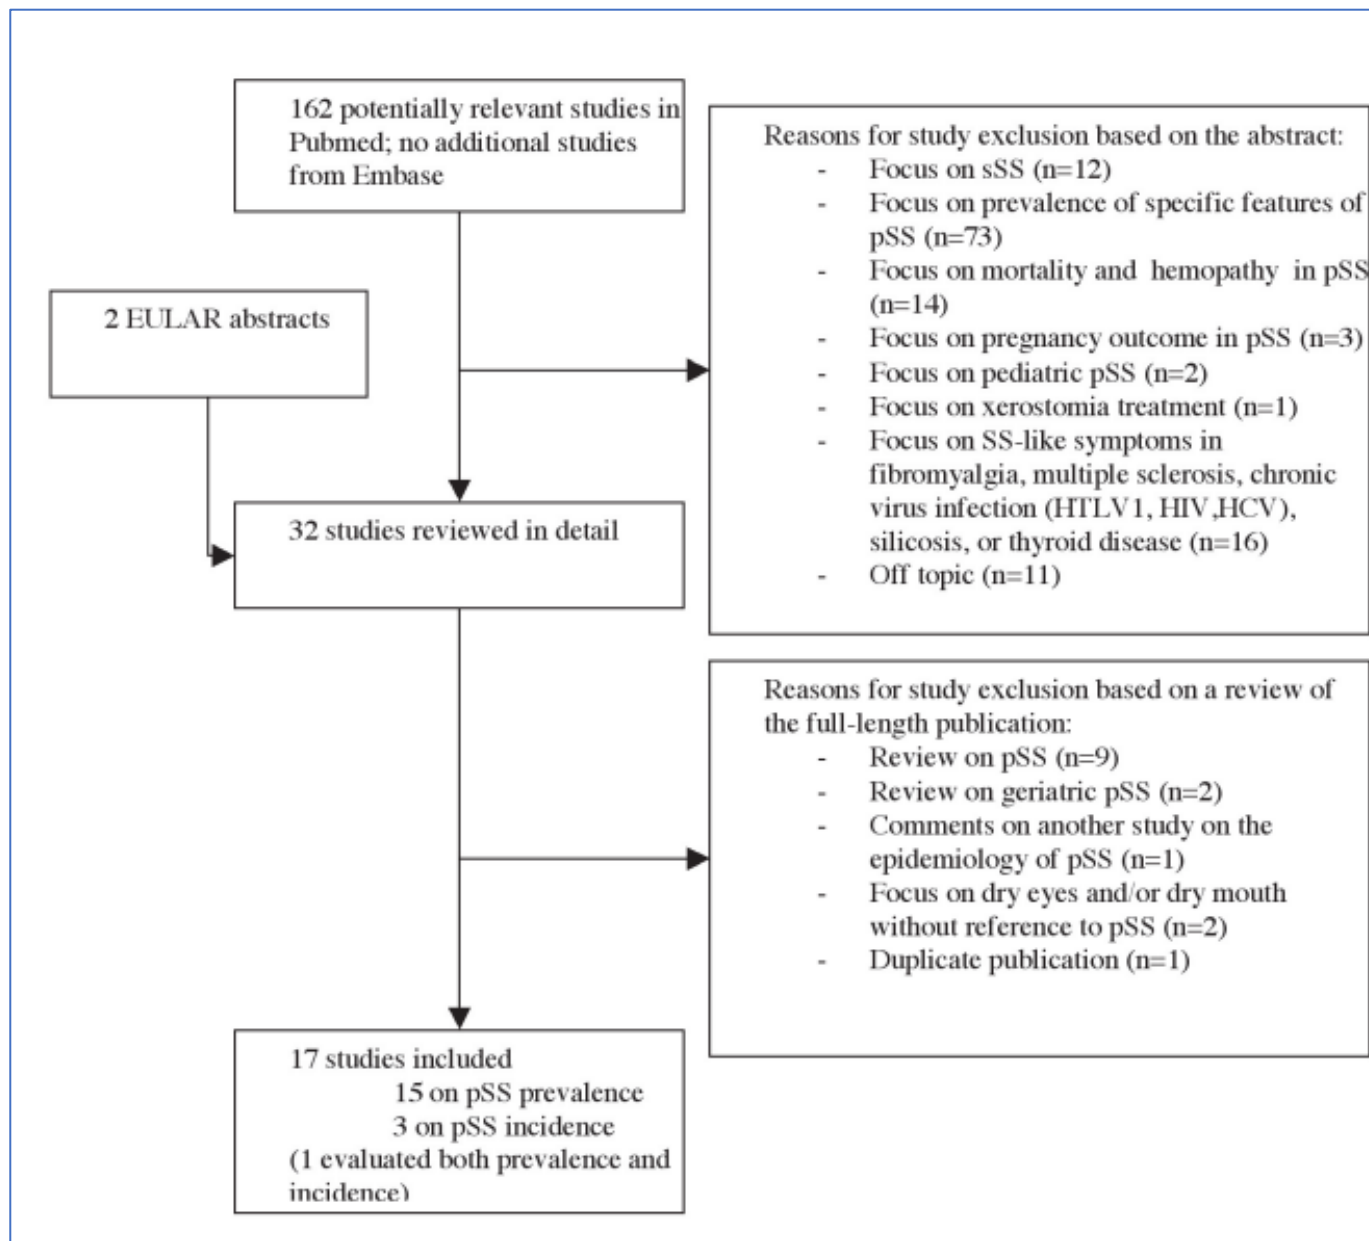 162 potentially relevant studies in
Pubmed; no additional studies
from Embase
2 EULAR abstracts
32 studies reviewed in detail
17 studies included
15 on pSS prevalence
3 on pSS incidence
(1 evaluated both prevalence and
incidence)
Reasons for study exclusion based on the abstract:
- Focus on sSS (n=12)
- Focus on prevalence of specific features of
pSS (n=73)
- Focus on mortality and hemopathy in pSS
(n=14)
- Focus on pregnancy outcome in pSS (n=3)
- Focus on pediatric pSS (n=2)
- Focus on xerostomia treatment (n=1)
- Focus on SS-like symptoms in
fibromyalgia, multiple sclerosis, chronic
virus infection (HTLV1, HIV,HCV),
silicosis, or thyroid disease (n=16)
- Off topic (n=11)
Reasons for study exclusion based on a review of
the full-length publication:
- Review on pSS (n=9)
- Review on geriatric pSS (n=2)
- Comments on another study on the
epidemiology of pSS (n=1)
- Focus on dry eyes and/or dry mouth
without reference to pSS (n=2)
- Duplicate publication (n=1)